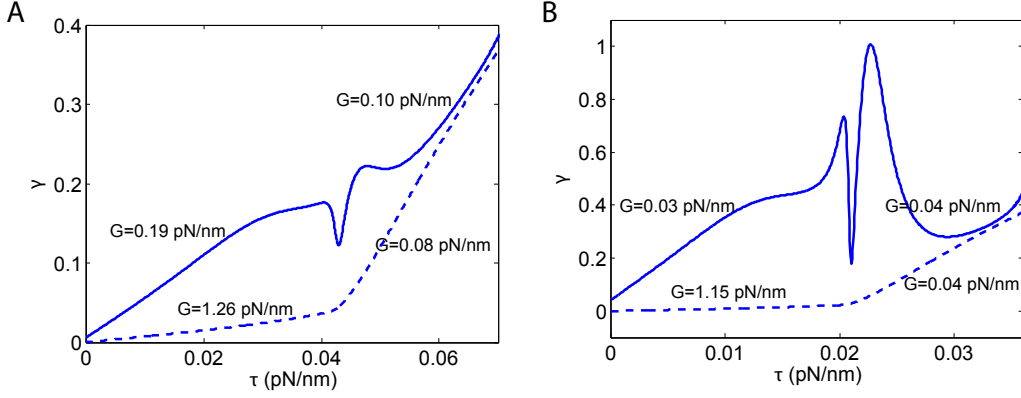 A
0.4
0.3
0.2
0.1
0
γ
G=0.10 pN/nm
G=0.19 pN/nm
G=0.08 pN/nm
G=1.26 pN/nm
0
0.02
0.04
0.06
τ (pN/nm)
B
1
0.8
0.6
0.4
0.2
0
γ
G=0.03 pN/nm
G=0.04 pN/nm
G=1.15 pN/nm
G=0.04 pN/nm
0
0.01
0.02
0.03
τ (pN/nm)